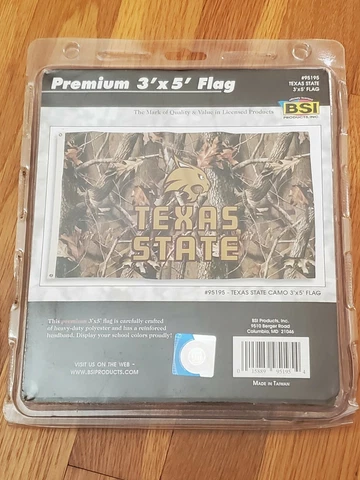 Premium 3'x5' Flag
#95195
TEXAS STATE
3'x5' FLAG
BSI
PRODUCTS, INC.
The Mark of Quality & Value in Licensed Products
TEXAS
STATE
#95195 - TEXAS STATE CAMO 3'x5' FLAG
This premium 3'x5' flag is carefully crafted
of heavy-duty polyester and has a reinforced
headband. Display your school colors proudly!
BSI Products, Inc.
9510 Berger Road
Columbia, MD 21046
VISIT US ON THE WEB -
WWW.BSIPRODUCTS.COM
MADE IN TAIWAN